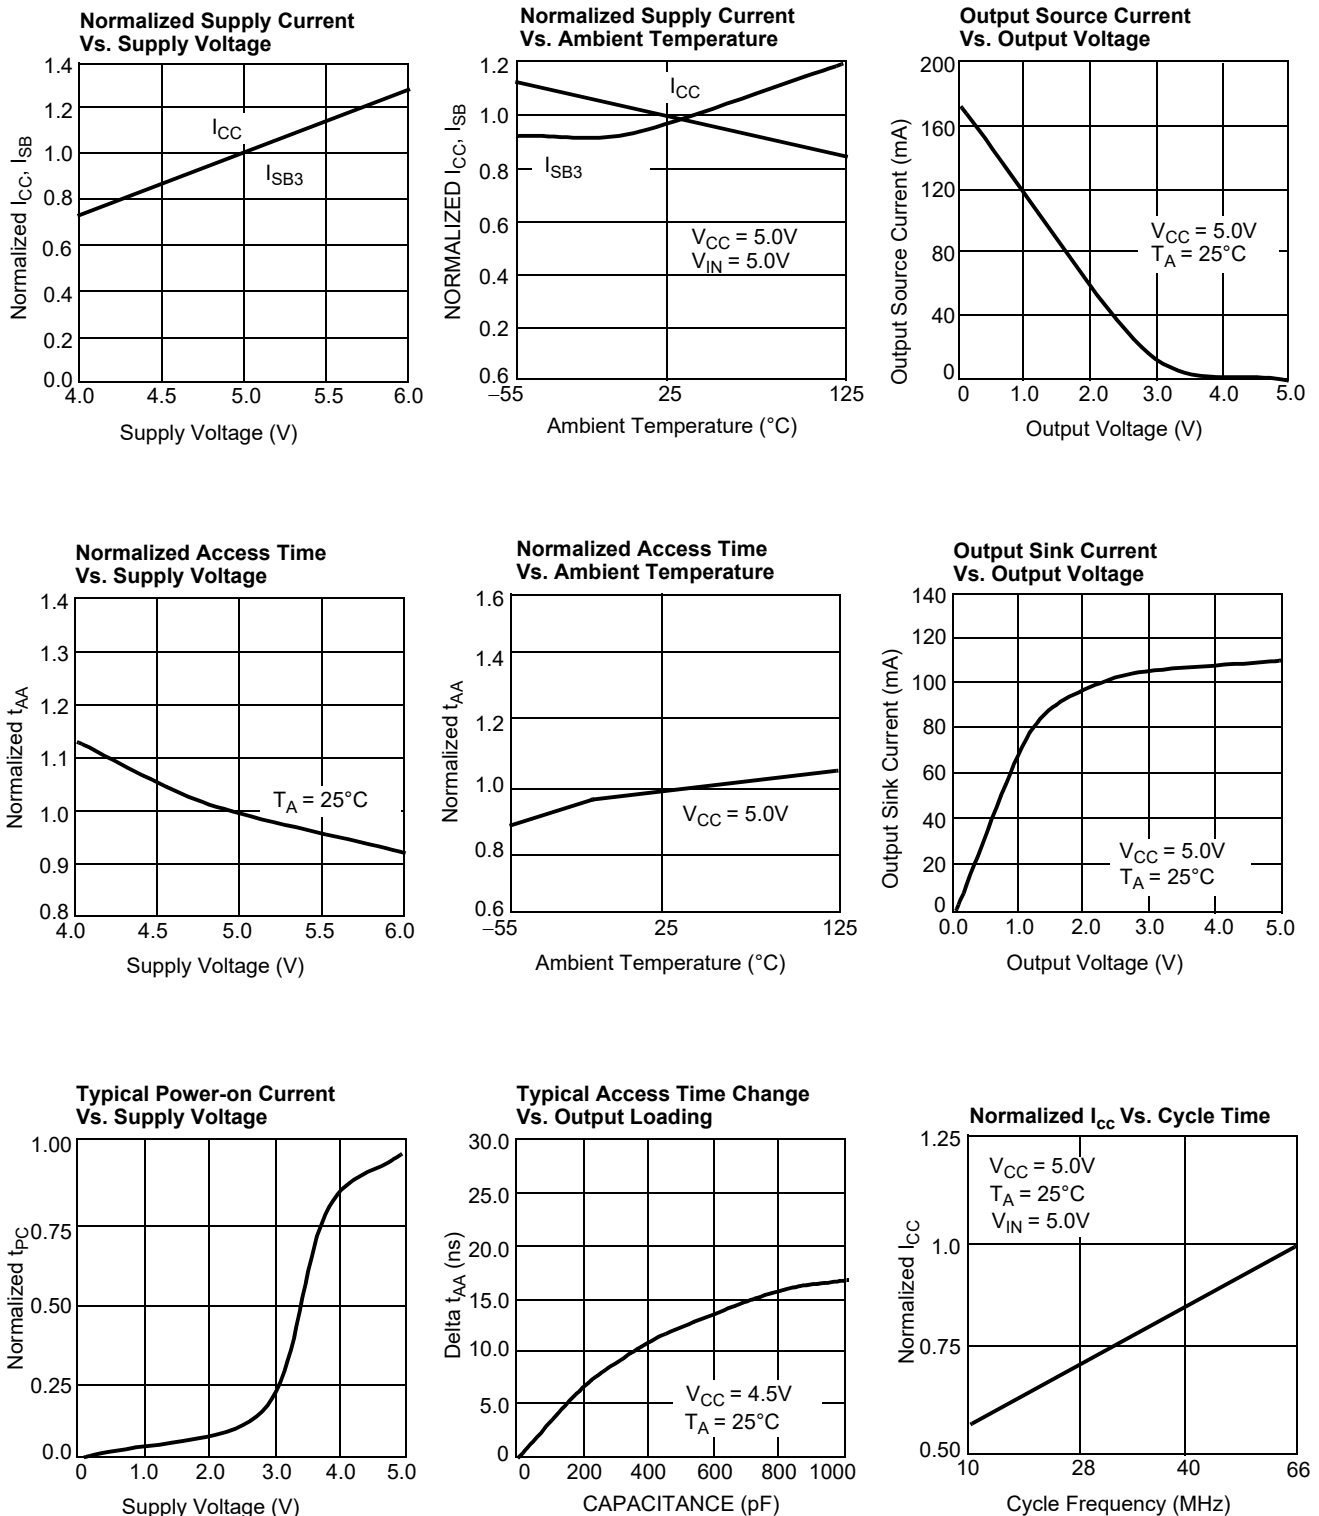 Normalized Supply Current
Vs. Supply Voltage
1.4
1.2
1.0
0.8
0.6
0.4
0.2
0.0
Normalized ICC, ISB
ICC
ISB3
4.0 4.5 5.0 5.5 6.0
Supply Voltage (V)
Normalized Supply Current
Vs. Ambient Temperature
1.2
1.0
0.8
0.6
0.4
0.2
0.6
NORMALIZED ICC, ISB
ICC
ISB3
VCC = 5.0V
VIN = 5.0V
−55 25 125
Ambient Temperature (°C)
Output Source Current
Vs. Output Voltage
200
160
120
80
40
0
Output Source Current (mA)
VCC = 5.0V
TA = 25°C
0 1.0 2.0 3.0 4.0 5.0
Output Voltage (V)
Normalized Access Time
Vs. Supply Voltage
1.4
1.3
1.2
1.1
1.0
0.9
0.8
Normalized tAA
TA = 25°C
4.0 4.5 5.0 5.5 6.0
Supply Voltage (V)
Normalized Access Time
Vs. Ambient Temperature
1.6
1.4
1.2
1.0
0.8
0.6
Normalized tAA
VCC = 5.0V
−55 25 125
Ambient Temperature (°C)
Output Sink Current
Vs. Output Voltage
140
120
100
80
60
40
20
0
Output Sink Current (mA)
VCC = 5.0V
TA = 25°C
0.0 1.0 2.0 3.0 4.0 5.0
Output Voltage (V)
Typical Power-on Current
Vs. Supply Voltage
1.00
0.75
0.50
0.25
0.0
Normalized tPC
0 1.0 2.0 3.0 4.0 5.0
Supply Voltage (V)
Typical Access Time Change
Vs. Output Loading
30.0
25.0
20.0
15.0
10.0
5.0
0
Delta tAA (ns)
VCC = 4.5V
TA = 25°C
0 200 400 600 800 1000
CAPACITANCE (pF)
Normalized Icc Vs. Cycle Time
1.25
1.0
0.75
0.50
Normalized ICC
VCC = 5.0V
TA = 25°C
VIN = 5.0V
10 28 40 66
Cycle Frequency (MHz)